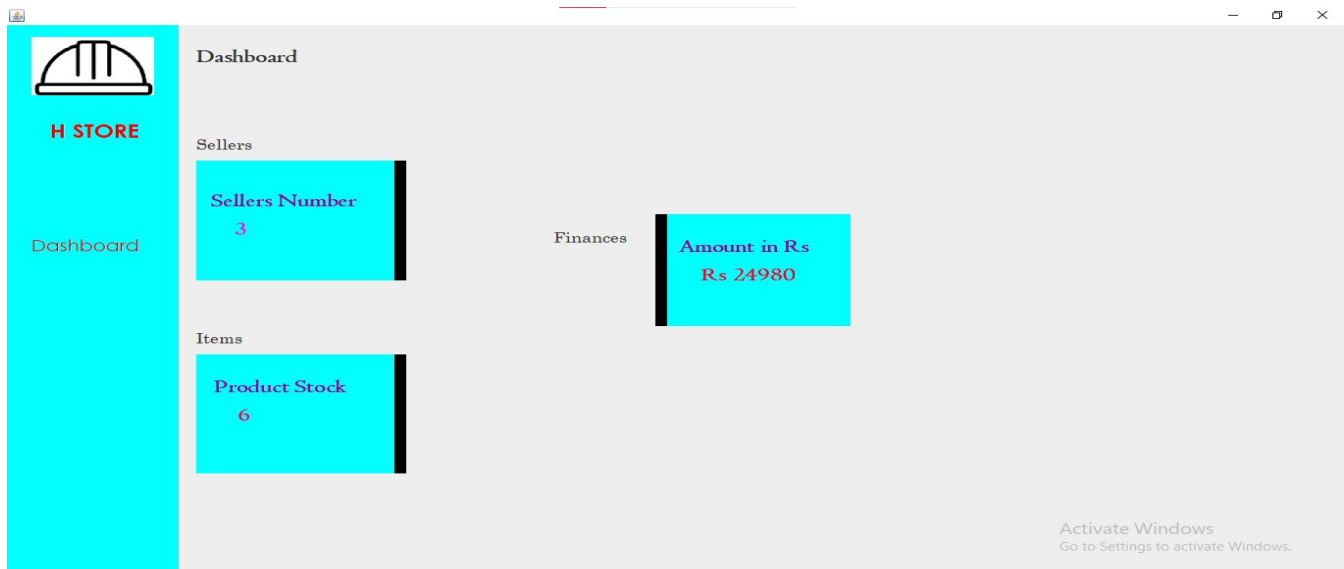 Dashboard
H STORE
Dashboard
Sellers
Sellers Number
3
Finances
Amount in Rs
Rs 24980
Items
Product Stock
6
Activate Windows
Go to Settings to activate Windows.